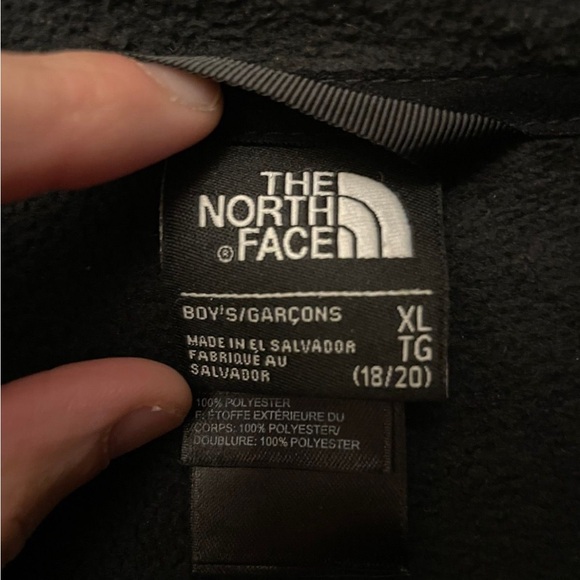 THE
NORTH
® FACE
BOY'S/GARÇONS XL
MADE IN EL SALVADOR TG
FABRIQUÉ AU
SALVADOR (18/20)
100% POLYESTER
F: ÉTOFFE EXTÉRIEURE DU
CORPS: 100% POLYESTER/
DOUBLURE: 100% POLYESTER